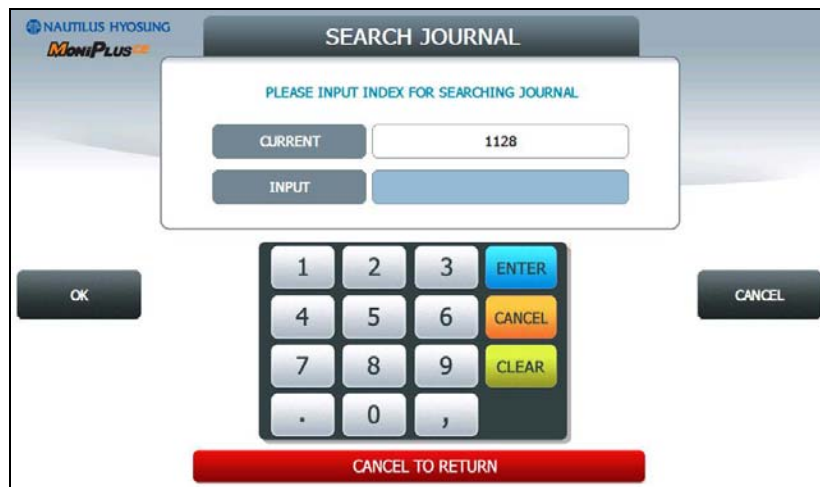 NAUTILUS HYOSUNG
MONIPLUSCE
SEARCH JOURNAL
PLEASE INPUT INDEX FOR SEARCHING JOURNAL
CURRENT 1128
INPUT
1 2 3 ENTER
OK CANCEL
4 5 6 CANCEL
7 8 9 CLEAR
. 0 ,
CANCEL TO RETURN